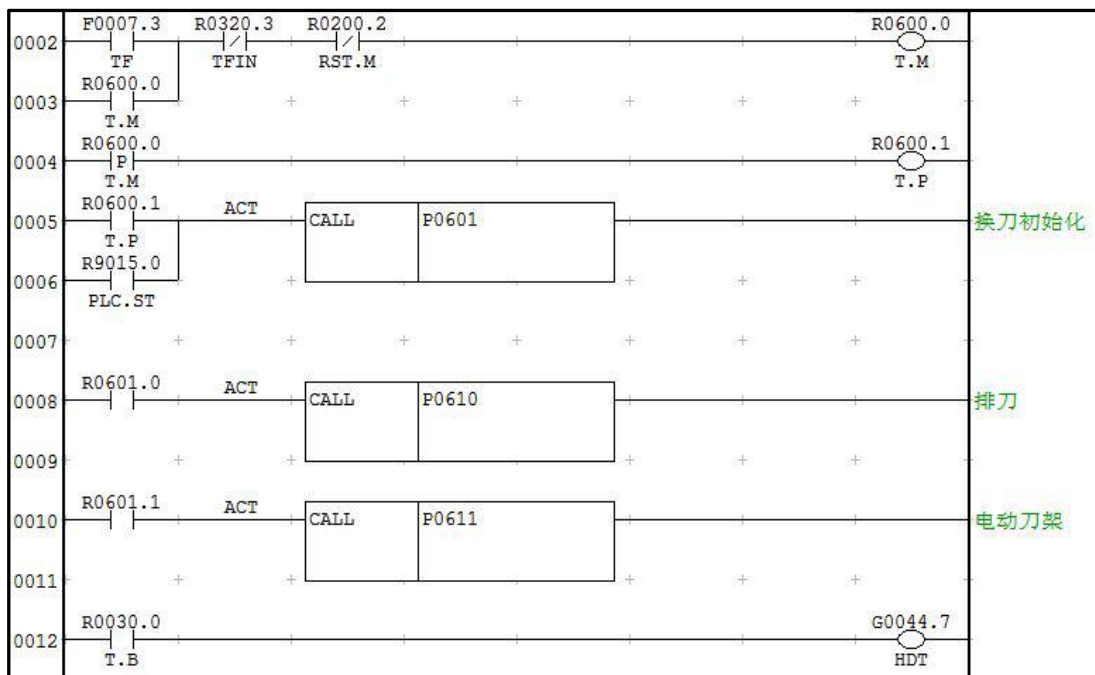 F0007.3 R0320.3 R0200.2 R0600.0
0002
TF TFIN RST.M T.M
R0600.0
0003
T.M
R0600.0 R0600.1
0004 P
T.M T.P
R0600.1 ACT
0005 CALL P0601 换刀初始化
T.P
R9015.0
0006
PLC.ST
0007
R0601.0 ACT
0008 CALL P0610 排刀
0009
R0601.1 ACT
0010 CALL P0611 电动刀架
0011
R0030.0 G0044.7
0012
T.B HDT